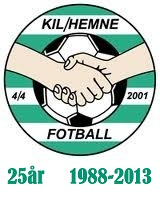 KIL/HEMNE
4/4 2001
FOTBALL
25år 1988-2013